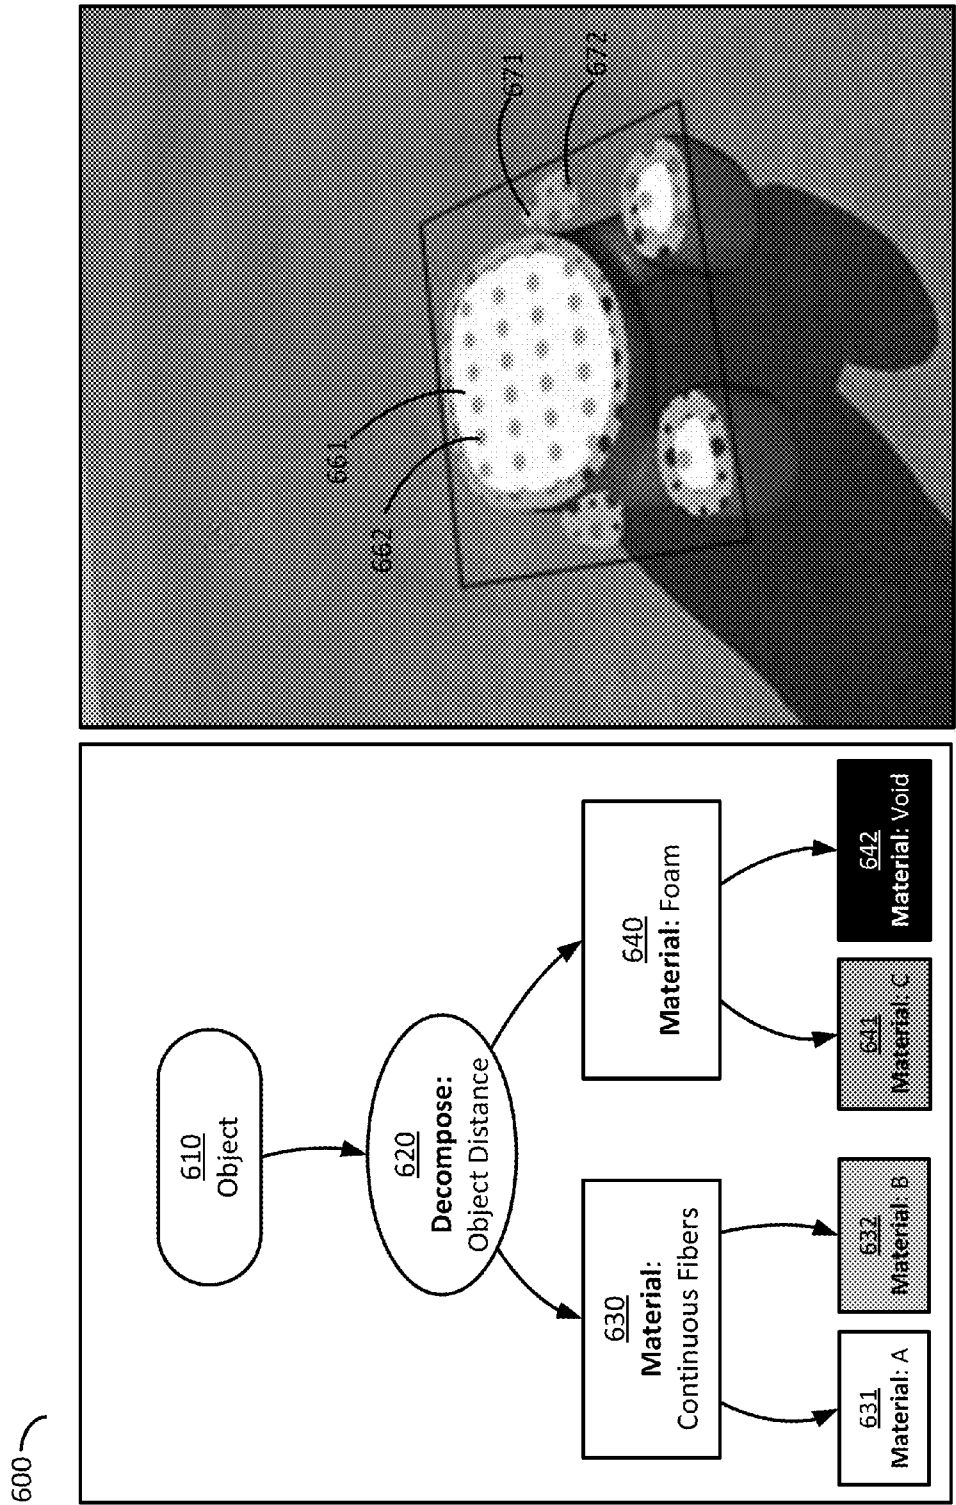 600
610
Object
620
Decompose:
Object Distance
630
Material:
Continuous Fibers
640
Material: Foam
631
Material: A
632
Material: B
641
Material: C
642
Material: Void
661
662
671
672